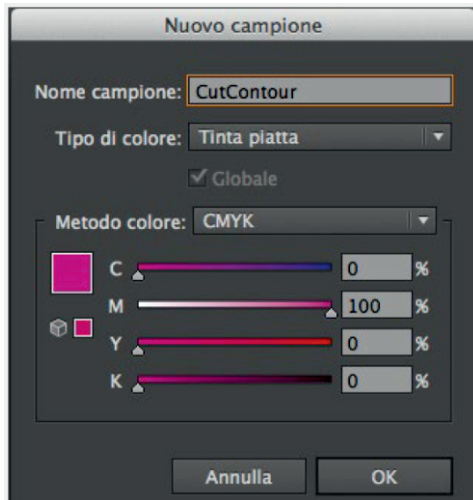 Nuovo campione
Nome campione: CutContour
Tipo di colore: Tinta piatta
Globale
Metodo colore: CMYK
C 0 %
M 100 %
Y 0 %
K 0 %
Annulla OK